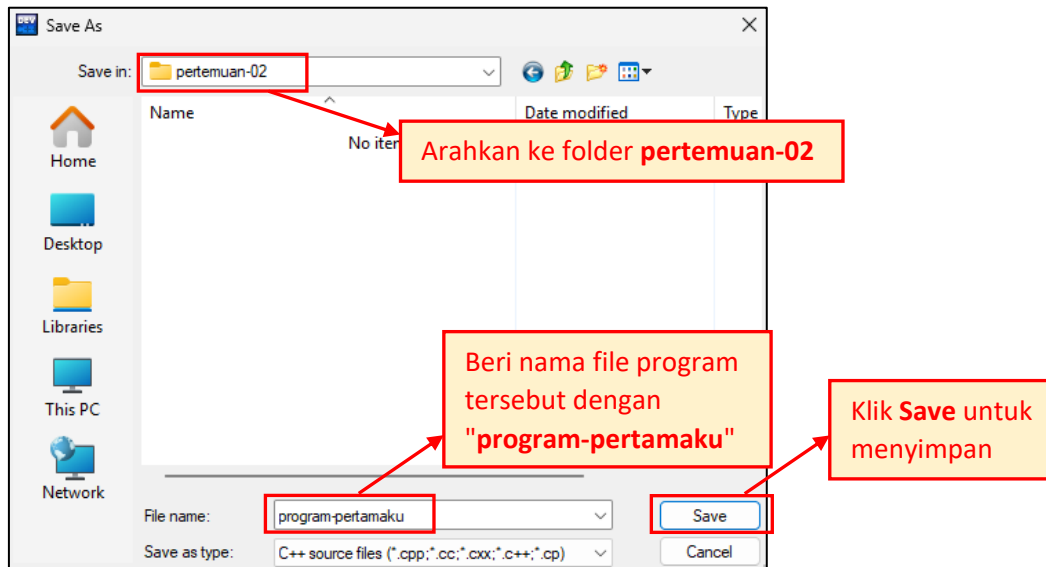 DEV
Save As
Save in:
pertemuan-02
Name
Date modified
Type
No iter
Arahkan ke folder pertemuan-02
Home
Desktop
Libraries
This PC
Network
Beri nama file program
tersebut dengan
"program-pertamaku"
Klik Save untuk
menyimpan
File name:
program-pertamaku
Save
Save as type:
C++ source files (*.cpp;*.cc;*.cxx;*.c++;*.cp)
Cancel